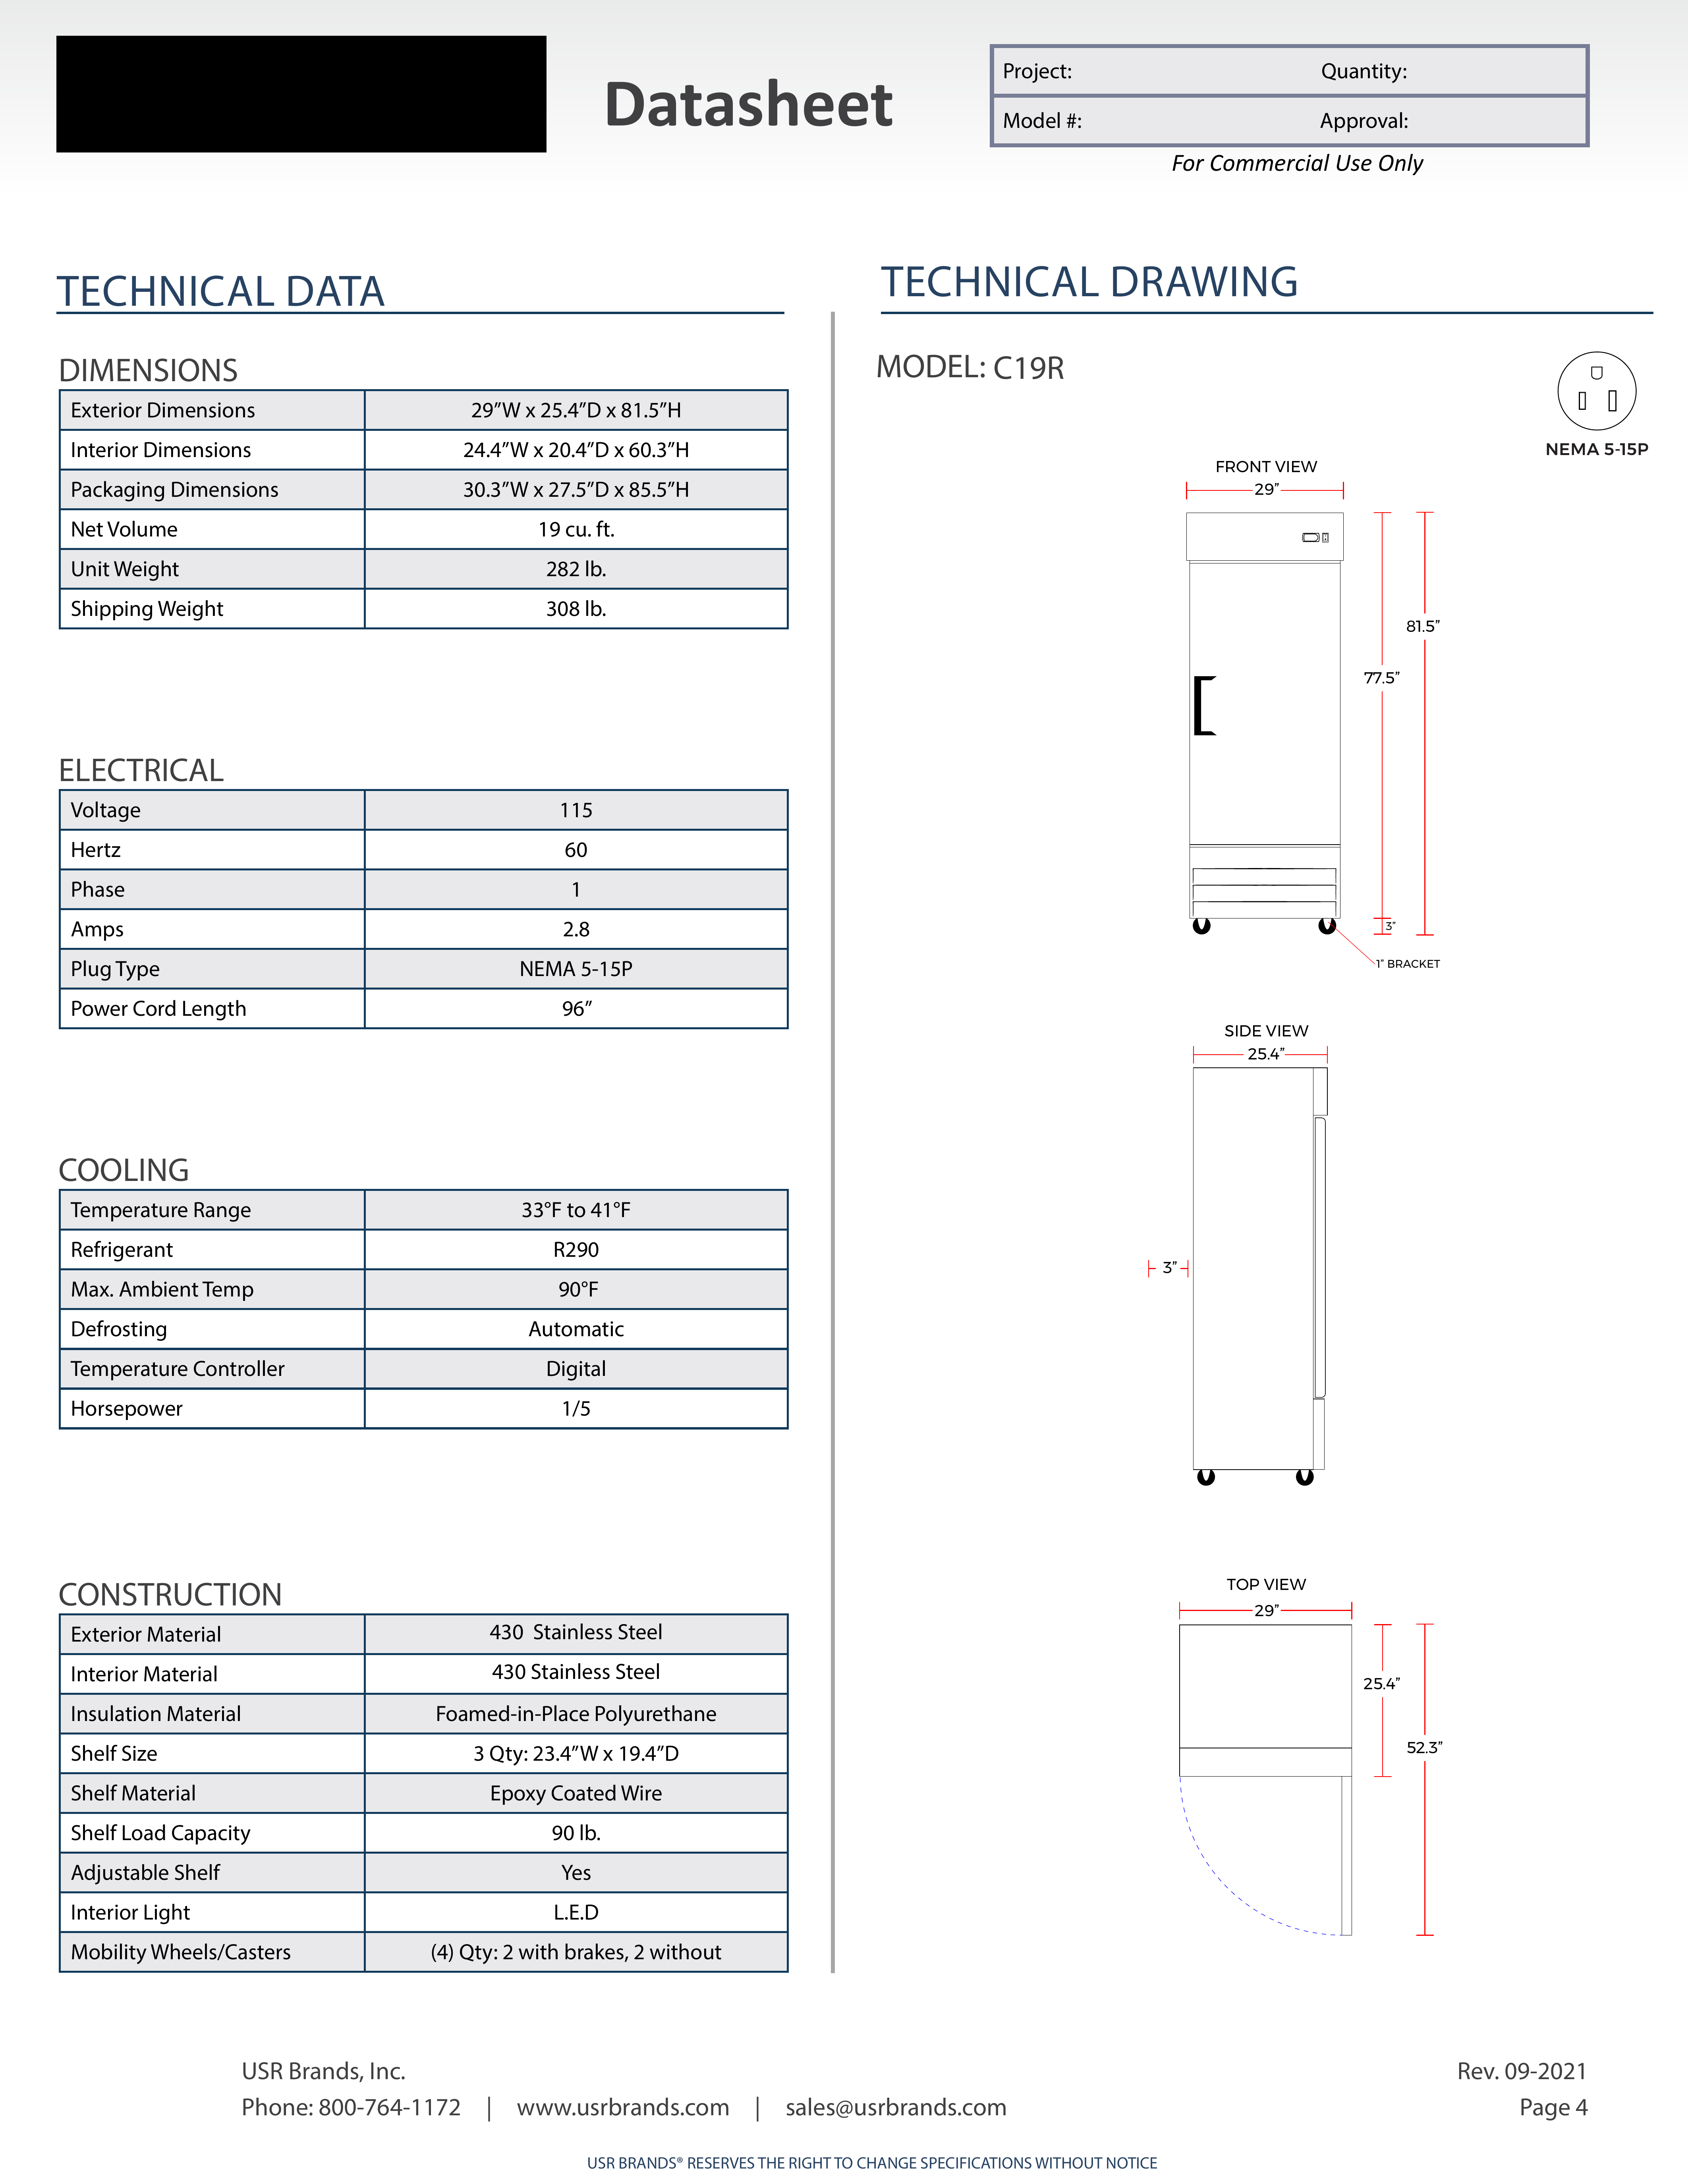 Datasheet
Project: Quantity:
Model #: Approval:
For Commercial Use Only
TECHNICAL DATA
DIMENSIONS
Exterior Dimensions 29”W x 25.4”D x 81.5”H
Interior Dimensions 24.4”W x 20.4”D x 60.3”H
Packaging Dimensions 30.3”W x 27.5”D x 85.5”H
Net Volume 19 cu. ft.
Unit Weight 282 lb.
Shipping Weight 308 lb.
ELECTRICAL
Voltage 115
Hertz 60
Phase 1
Amps 2.8
Plug Type NEMA 5-15P
Power Cord Length 96”
COOLING
Temperature Range 33°F to 41°F
Refrigerant R290
Max. Ambient Temp 90°F
Defrosting Automatic
Temperature Controller Digital
Horsepower 1/5
CONSTRUCTION
Exterior Material 430 Stainless Steel
Interior Material 430 Stainless Steel
Insulation Material Foamed-in-Place Polyurethane
Shelf Size 3 Qty: 23.4”W x 19.4”D
Shelf Material Epoxy Coated Wire
Shelf Load Capacity 90 lb.
Adjustable Shelf Yes
Interior Light L.E.D
Mobility Wheels/Casters (4) Qty: 2 with brakes, 2 without
TECHNICAL DRAWING
MODEL: C19R
NEMA 5-15P
FRONT VIEW
29”
81.5”
77.5”
3”
1” BRACKET
SIDE VIEW
25.4”
3”
TOP VIEW
29”
25.4”
52.3”
USR Brands, Inc. Rev. 09-2021
Phone: 800-764-1172 | www.usrbrands.com | sales@usrbrands.com Page 4
USR BRANDS® RESERVES THE RIGHT TO CHANGE SPECIFICATIONS WITHOUT NOTICE